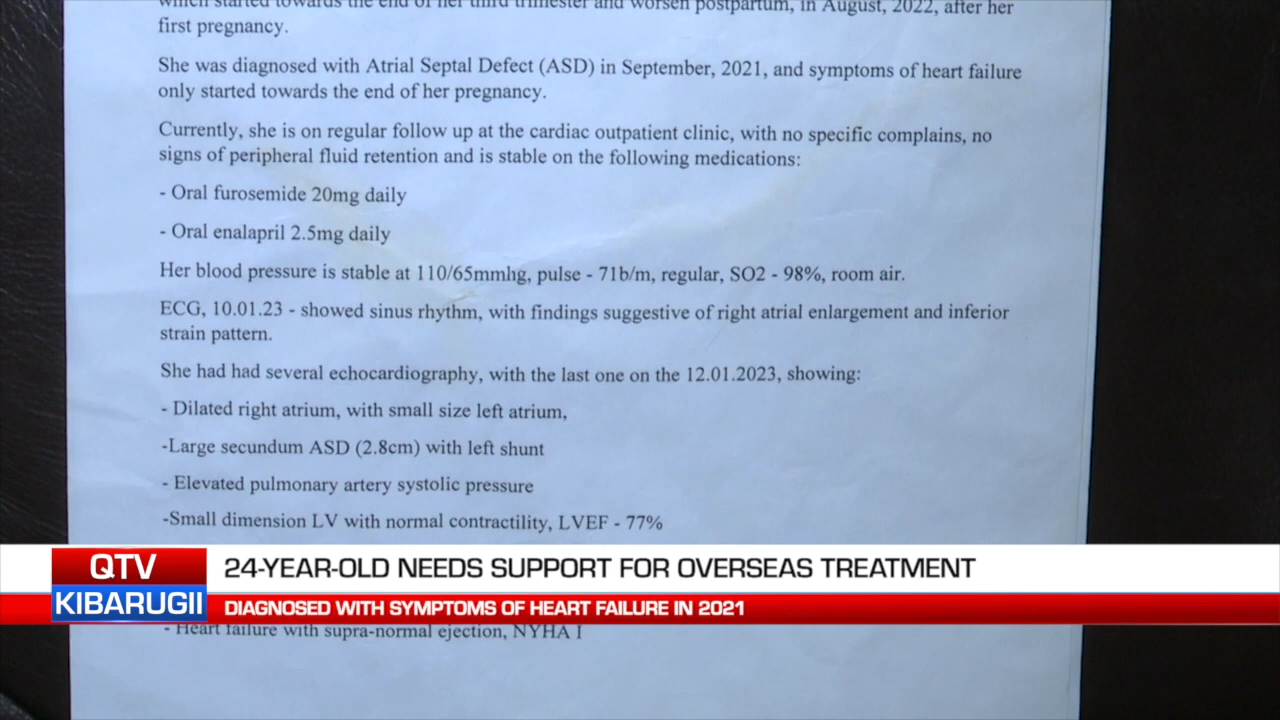 which started towards the end of her third trimester and worsen postpartum, in August, 2022, after her
first pregnancy.
She was diagnosed with Atrial Septal Defect (ASD) in September, 2021, and symptoms of heart failure
only started towards the end of her pregnancy.
Currently, she is on regular follow up at the cardiac outpatient clinic, with no specific complains, no
signs of peripheral fluid retention and is stable on the following medications:
- Oral furosemide 20mg daily
- Oral enalapril 2.5mg daily
Her blood pressure is stable at 110/65mmhg, pulse - 71b/m, regular, SO2 - 98%, room air.
ECG, 10.01.23 - showed sinus rhythm, with findings suggestive of right atrial enlargement and inferior
strain pattern.
She had had several echocardiography, with the last one on the 12.01.2023, showing:
- Dilated right atrium, with small size left atrium,
-Large secundum ASD (2.8cm) with left shunt
- Elevated pulmonary artery systolic pressure
-Small dimension LV with normal contractility, LVEF - 77%
QTV
KIBARUGII
24-YEAR-OLD NEEDS SUPPORT FOR OVERSEAS TREATMENT
DIAGNOSED WITH SYMPTOMS OF HEART FAILURE IN 2021
- Heart failure with supra-normal ejection, NYHA I